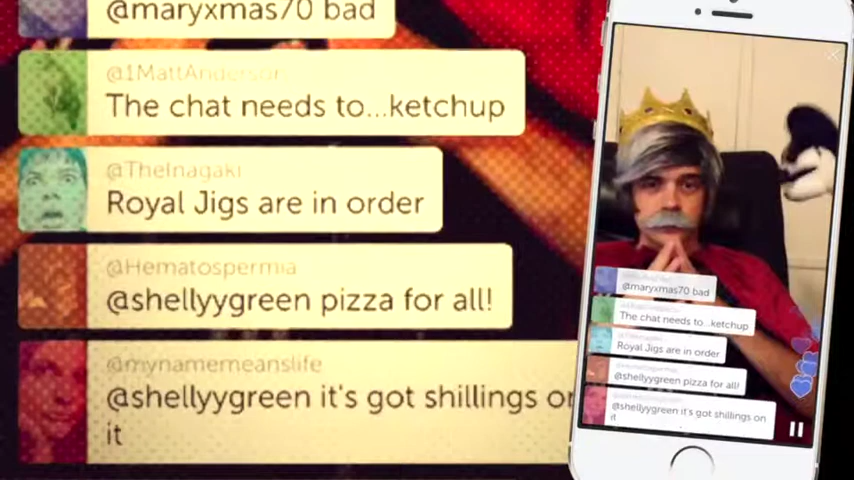 @maryxmas70 bad
@1MattAnderson
The chat needs to...ketchup
@TheInagaki
Royal Jigs are in order
@Hematospermia
@shellyygreen pizza for all!
@mynamemeanslife
@shellyygreen it's got shillings on
it
@maryxmas70 bad
The chat needs to...ketchup
Royal Jigs are in order
@shellyygreen pizza for all!
@shellyygreen it's got shillings on
it